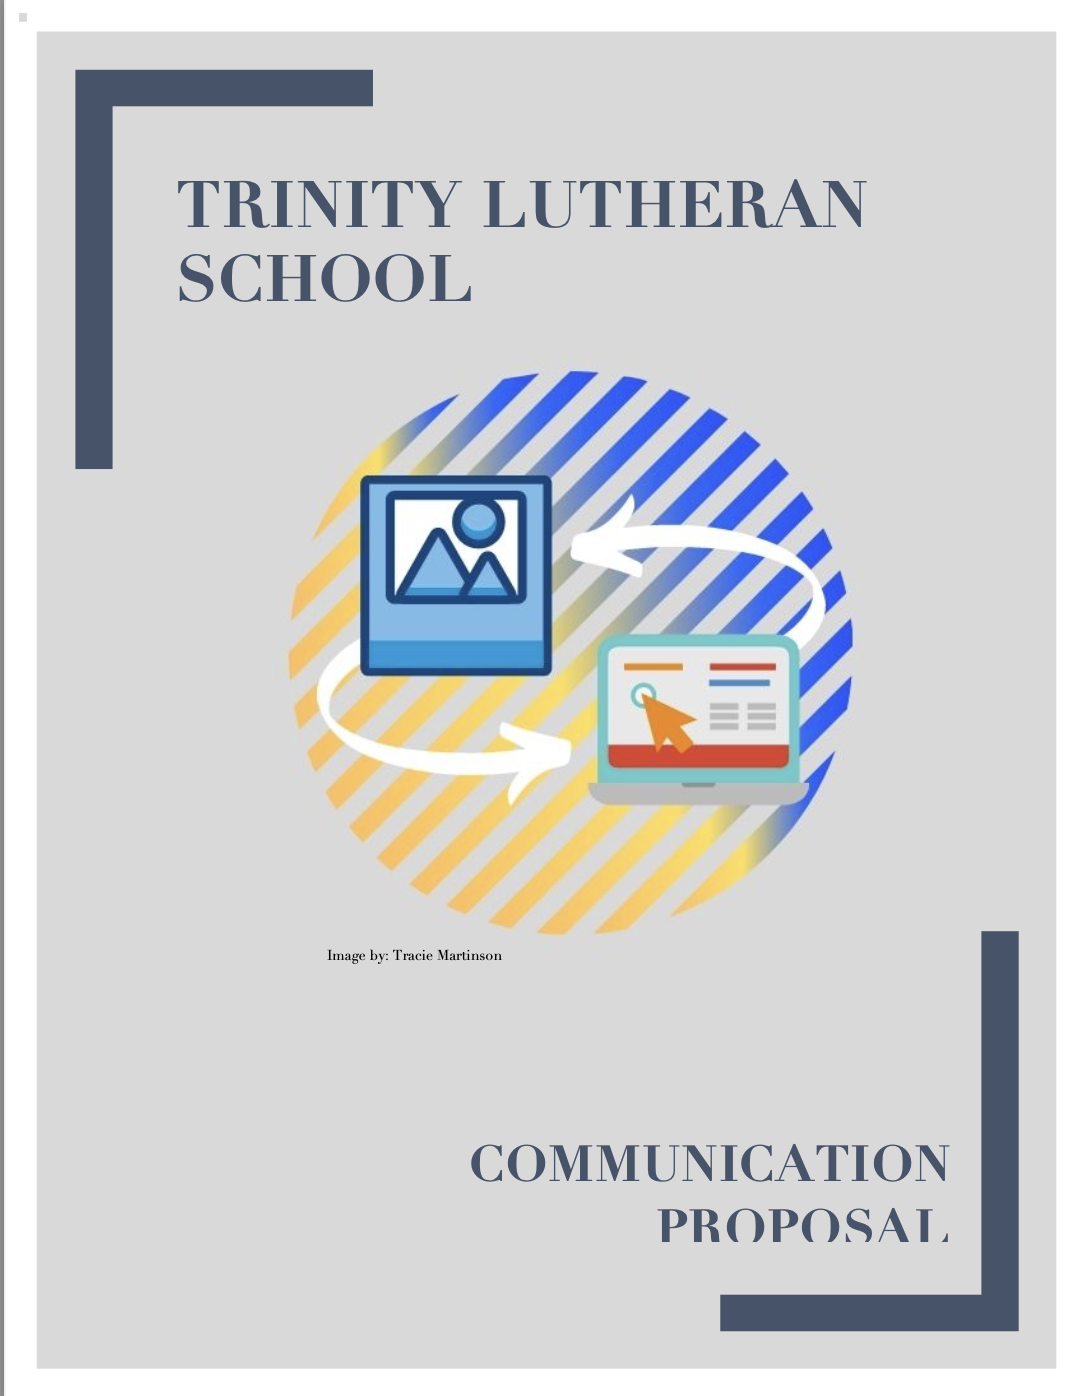 TRINITY LUTHERAN
SCHOOL
Image by: Tracie Martinson
COMMUNICATION
PROPOSAL